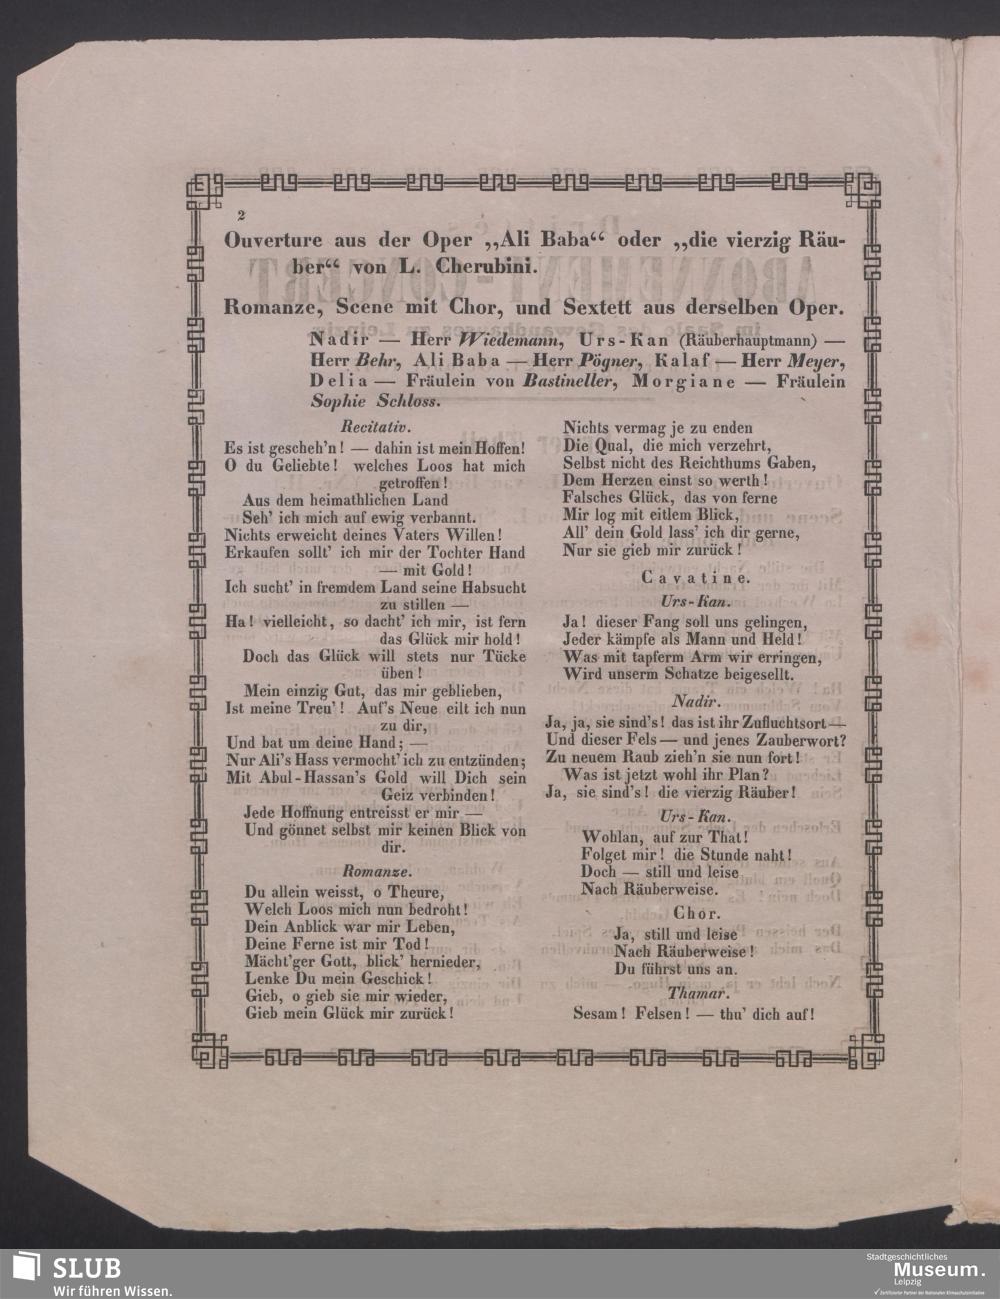 2
Ouverture aus der Oper „Ali Baba“ oder „die vierzig Räu-
ber“ von L. Cherubini.
Romanze, Scene mit Chor, und Sextett aus derselben Oper.
Nadir — Herr Wiedemann, Urs-Kan (Räuberhauptmann) —
Herr Behr, Ali Baba — Herr Pögner, Kalaf — Herr Meyer,
Delia — Fräulein von Bastineller, Morgiane — Fräulein
Sophie Schloss.
Recitativ.
Es ist gescheh'n! — dahin ist mein Hoffen!
O du Geliebte! welches Loos hat mich
getroffen!
Aus dem heimathlichen Land
Seh' ich mich auf ewig verbannt.
Nichts erweicht deines Vaters Willen!
Erkaufen sollt' ich mir der Tochter Hand
— mit Gold!
Ich sucht' in fremdem Land seine Habsucht
zu stillen —
Ha! vielleicht, so dacht' ich mir, ist fern
das Glück mir hold!
Doch das Glück will stets nur Tücke
üben!
Mein einzig Gut, das mir geblieben,
Ist meine Treu'! Auf's Neue eilt ich nun
zu dir,
Und bat um deine Hand; —
Nur Ali's Hass vermocht' ich zu entzünden;
Mit Abul-Hassan's Gold will Dich sein
Geiz verbinden!
Jede Hoffnung entreisst er mir —
Und gönnet selbst mir keinen Blick von
dir.
Romanze.
Du allein weisst, o Theure,
Welch Loos mich nun bedroht!
Dein Anblick war mir Leben,
Deine Ferne ist mir Tod!
Mächt'ger Gott, blick' hernieder,
Lenke Du mein Geschick!
Gieb, o gieb sie mir wieder,
Gieb mein Glück mir zurück!
Nichts vermag je zu enden
Die Qual, die mich verzehrt,
Selbst nicht des Reichthums Gaben,
Dem Herzen einst so werth!
Falsches Glück, das von ferne
Mir log mit eitlem Blick,
All' dein Gold lass' ich dir gerne,
Nur sie gieb mir zurück!
Cavatine.
Urs-Kan.
Ja! dieser Fang soll uns gelingen,
Jeder kämpfe als Mann und Held!
Was mit tapferm Arm wir erringen,
Wird unserm Schatze beigesellt.
Nadir.
Ja, ja, sie sind's! das ist ihr Zufluchtsort —
Und dieser Fels — und jenes Zauberwort?
Zu neuem Raub zieh'n sie nun fort!
Was ist jetzt wohl ihr Plan?
Ja, sie sind's! die vierzig Räuber!
Urs-Kan.
Wohlan, auf zur That!
Folget mir! die Stunde naht!
Doch — still und leise
Nach Räuberweise.
Chor.
Ja, still und leise
Nach Räuberweise!
Du führst uns an.
Thamar.
Sesam! Felsen! — thu' dich auf!
SLUB
Wir führen Wissen.
Stadtgeschichtliches
Museum.
Leipzig